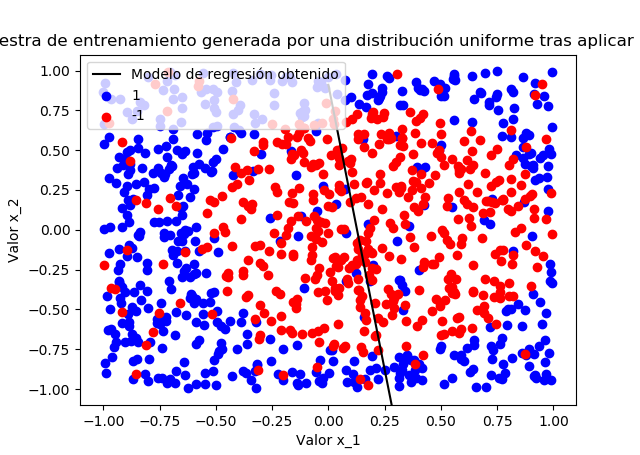 estra de entrenamiento generada por una distribución uniforme tras aplicar
Modelo de regresión obtenido
1
-1
1.00
0.75
0.50
0.25
0.00
−0.25
−0.50
−0.75
−1.00
Valor x_2
−1.00 −0.75 −0.50 −0.25 0.00 0.25 0.50 0.75 1.00
Valor x_1